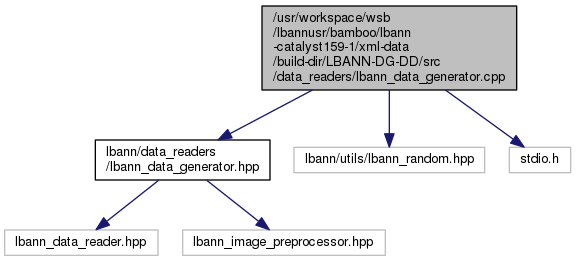 /usr/workspace/wsb
/lbannusr/bamboo/lbann
-catalyst159-1/xml-data
/build-dir/LBANN-DG-DD/src
/data_readers/lbann_data_generator.cpp
lbann/data_readers
/lbann_data_generator.hpp
lbann/utils/lbann_random.hpp
stdio.h
lbann_data_reader.hpp
lbann_image_preprocessor.hpp